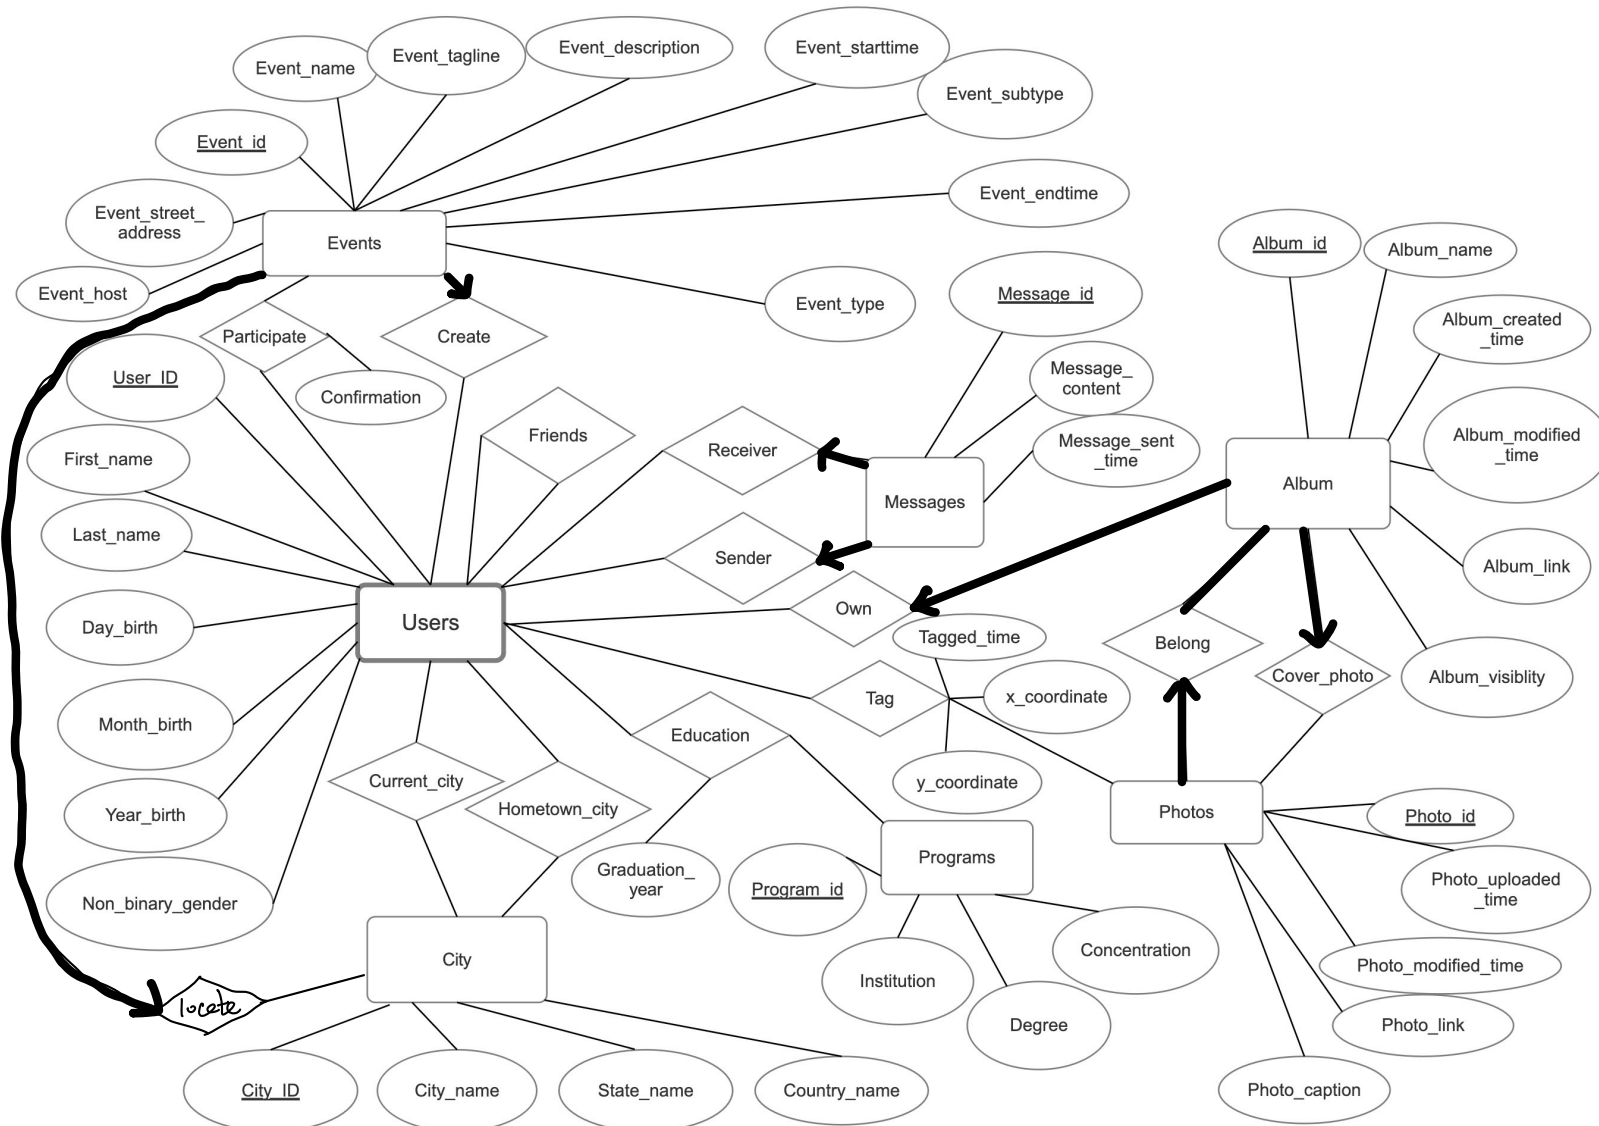 Event_name
Event_tagline
Event_description
Event_starttime
Event_subtype
Event_id
Event_endtime
Event_street_
address
Events
Event_host
Event_type
Participate
Create
Confirmation
User_ID
First_name
Last_name
Day_birth
Month_birth
Year_birth
Non_binary_gender
Users
Friends
Receiver
Sender
Message_id
Message_
content
Message_sent
_time
Messages
Own
Tagged_time
Tag
x_coordinate
y_coordinate
Album_id
Album_name
Album_created
_time
Album_modified
_time
Album
Album_link
Album_visiblity
Belong
Cover_photo
Photos
Photo_id
Photo_uploaded
_time
Photo_modified_time
Photo_link
Photo_caption
Education
Graduation_
year
Programs
Program_id
Institution
Degree
Concentration
Current_city
Hometown_city
City
locate
City_ID
City_name
State_name
Country_name